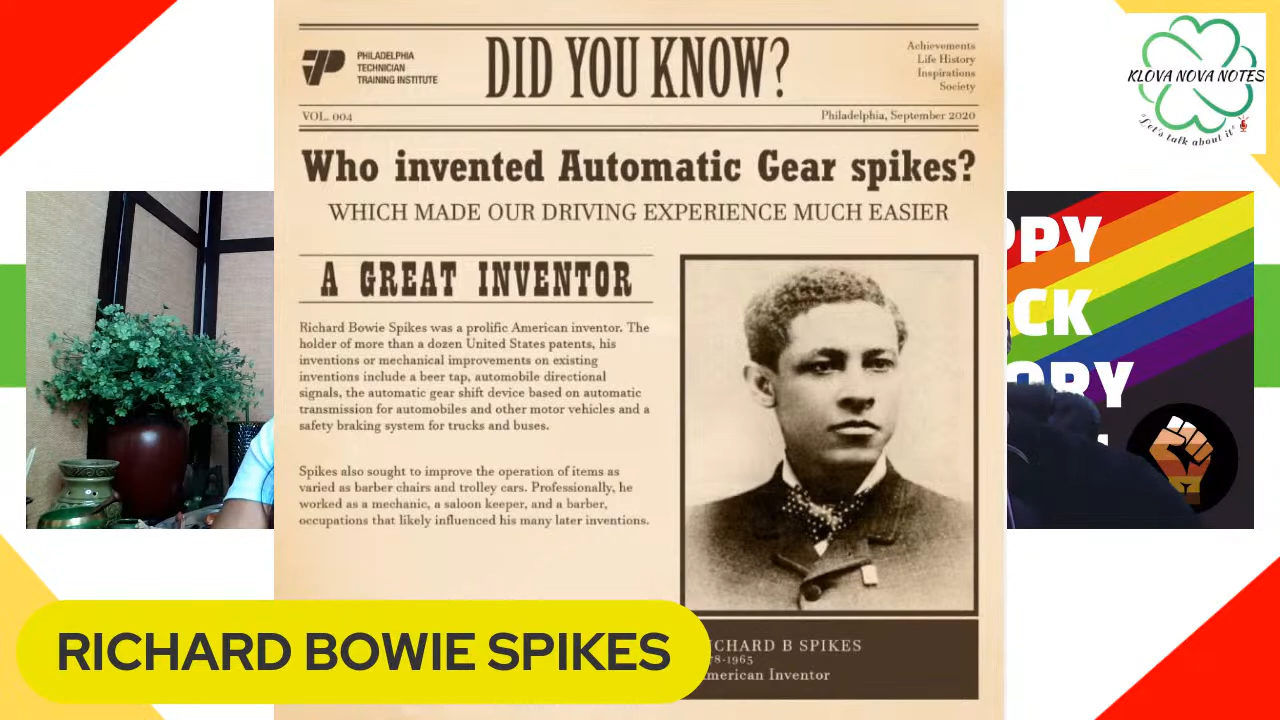 PHILADELPHIA
TECHNICIAN
TRAINING INSTITUTE
DID YOU KNOW?
Achievements
Life History
Inspirations
Society
KLOVA NOVA NOTES
"Let's talk about it"
VOL. 004
Philadelphia, September 2020
Who invented Automatic Gear spikes?
WHICH MADE OUR DRIVING EXPERIENCE MUCH EASIER
A GREAT INVENTOR
Richard Bowie Spikes was a prolific American inventor. The
holder of more than a dozen United States patents, his
inventions or mechanical improvements on existing
inventions include a beer tap, automobile directional
signals, the automatic gear shift device based on automatic
transmission for automobiles and other motor vehicles and a
safety braking system for trucks and buses.
Spikes also sought to improve the operation of items as
varied as barber chairs and trolley cars. Professionally, he
worked as a mechanic, a saloon keeper, and a barber,
occupations that likely influenced his many later inventions.
PPY
CK
ORY
RICHARD BOWIE SPIKES
ICHARD B SPIKES
78-1965
merican Inventor